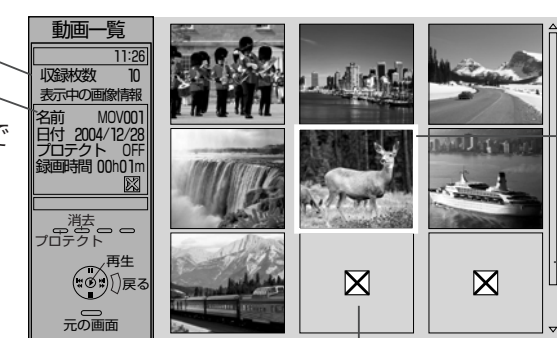 動画一覧
11:26
収録枚数 10
表示中の画像情報
名前 MOV001
日付 2004/12/28
プロテクト OFF
録画時間 00h01m
で
消去
プロテクト
再生
戻る
元の画面